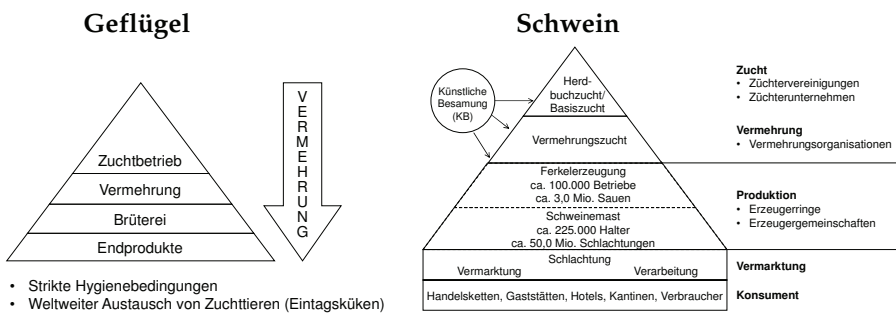 Geflügel
Zuchtbetrieb
Vermehrung
Brüterei
Endprodukte
VERMEHRUNG
• Strikte Hygienebedingungen
• Weltweiter Austausch von Zuchttieren (Eintagsküken)
Schwein
Künstliche
Besamung
(KB)
Herd-
buchzucht/
Basiszucht
Vermehrungszucht
Ferkelerzeugung
ca. 100.000 Betriebe
ca. 3,0 Mio. Sauen
Schweinemast
ca. 225.000 Halter
ca. 50,0 Mio. Schlachtungen
Schlachtung
Vermarktung Verarbeitung
Handelsketten, Gaststätten, Hotels, Kantinen, Verbraucher
Zucht
• Züchtervereinigungen
• Züchterunternehmen
Vermehrung
• Vermehrungsorganisationen
Produktion
• Erzeugerringe
• Erzeugergemeinschaften
Vermarktung
Konsument